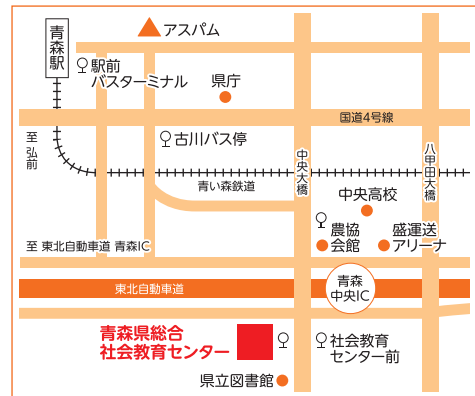 アスパム
青森駅
駅前
バスターミナル
県庁
国道4号線
至 弘前
古川バス停
中央大橋
八甲田大橋
青い森鉄道
中央高校
農協
会館
盛運送
アリーナ
至 東北自動車道 青森IC
東北自動車道
青森
中央IC
青森県総合
社会教育センター
社会教育
センター前
県立図書館